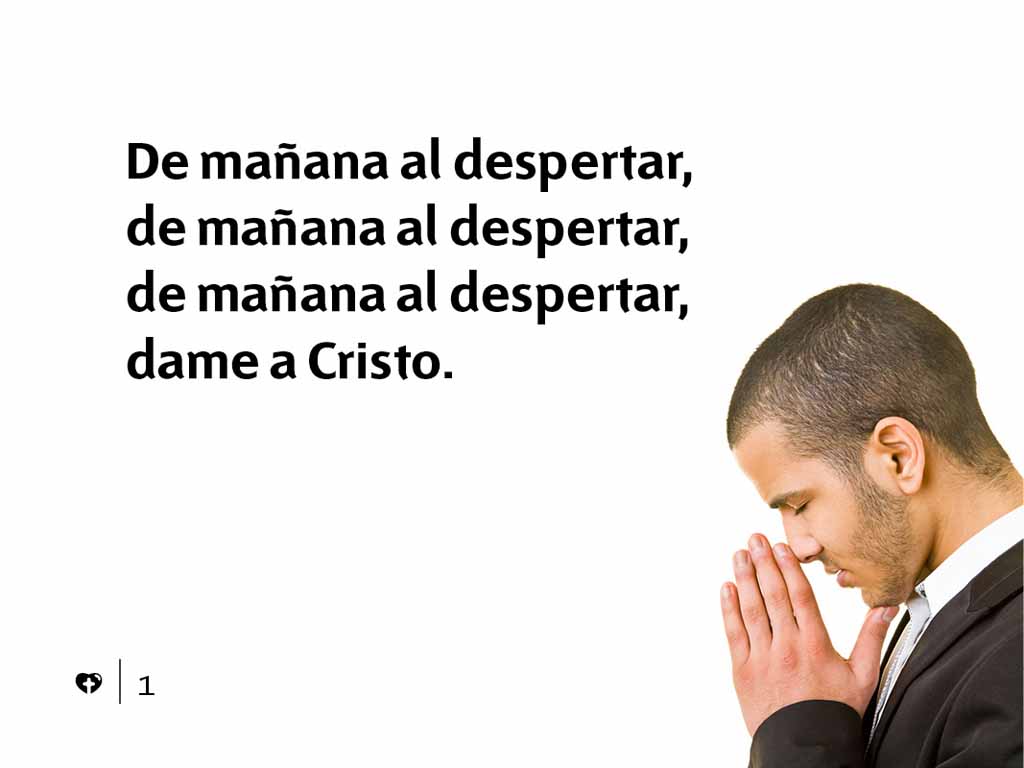 De mañana al despertar,
de mañana al despertar,
de mañana al despertar,
dame a Cristo.
1